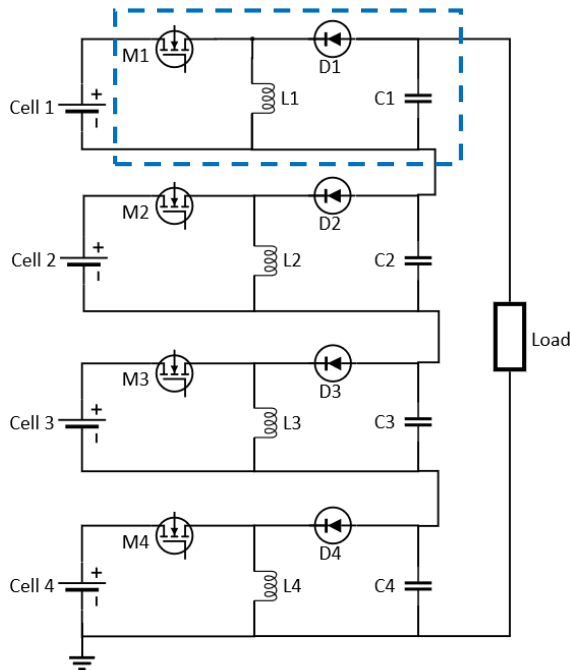 M1
D1
Cell 1
+
L1
C1
M2
D2
Cell 2
+
L2
C2
Load
M3
D3
Cell 3
+
L3
C3
M4
D4
Cell 4
+
L4
C4